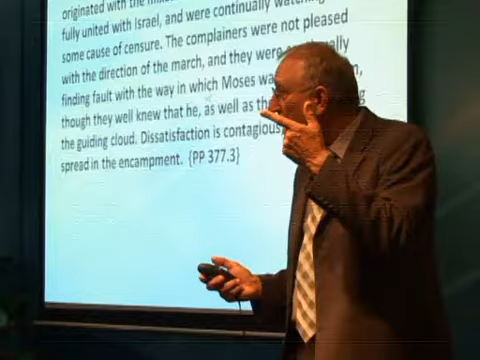 originated with the
fully united with Israel, and were continually
some cause of censure. The complainers were not pleased
with the direction of the march, and they were
finding fault with the way in which Moses
though they well knew that he, as well as
the guiding cloud. Dissatisfaction is contagious
spread in the encampment. {PP 377.3}